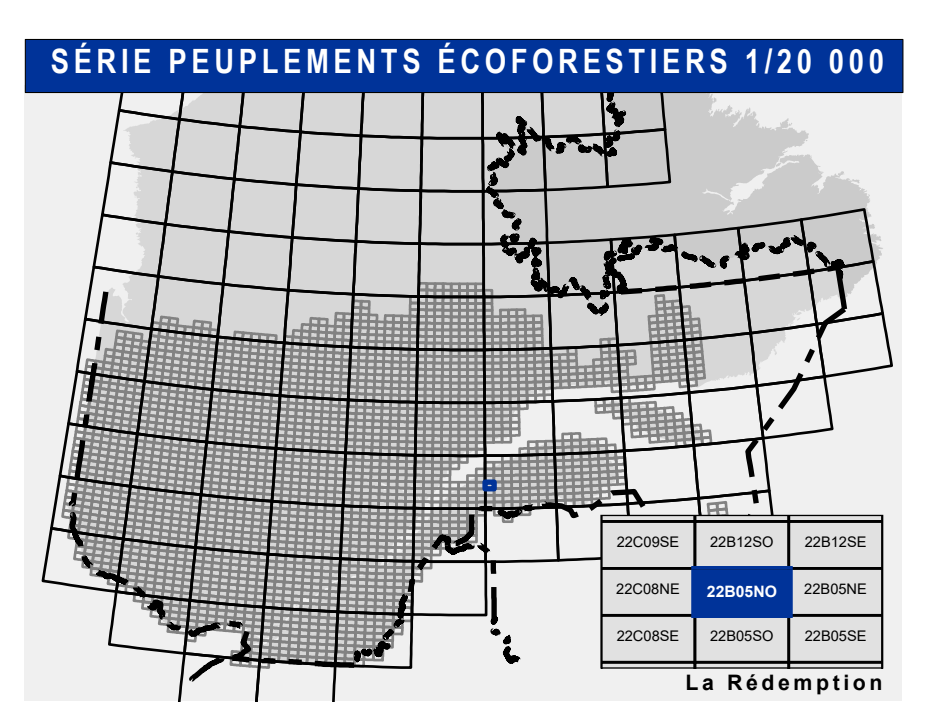 SÉRIE PEUPLEMENTS ÉCOFORESTIERS 1/20 000
22C09SE 22B12SO 22B12SE
22C08NE 22B05NO 22B05NE
22C08SE 22B05SO 22B05SE
La Rédemption